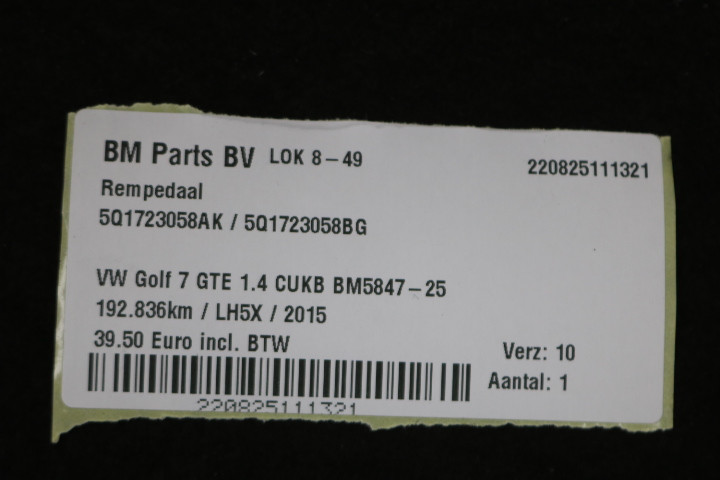 BM Parts BV LOK 8-49
220825111321
Rempedaal
5Q1723058AK / 5Q1723058BG
VW Golf 7 GTE 1.4 CUKB BM5847-25
192.836km / LH5X / 2015
39.50 Euro incl. BTW
Verz: 10
Aantal: 1
220825111321